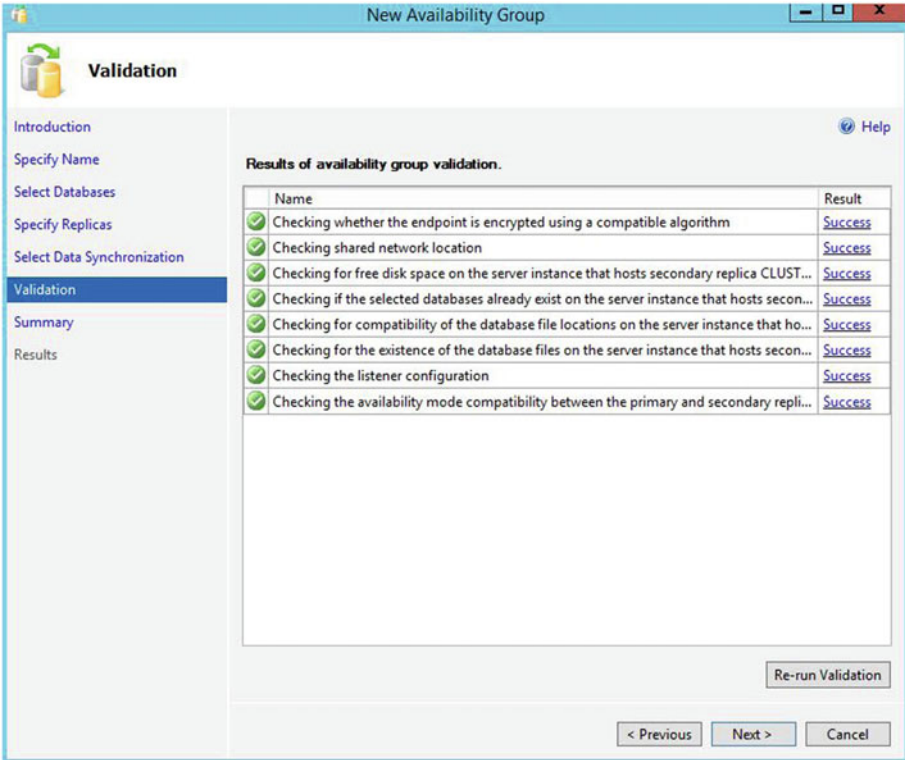 New Availability Group
Validation
Introduction
Specify Name
Select Databases
Specify Replicas
Select Data Synchronization
Validation
Summary
Results
Help
Results of availability group validation.
Name Result
Checking whether the endpoint is encrypted using a compatible algorithm Success
Checking shared network location Success
Checking for free disk space on the server instance that hosts secondary replica CLUST... Success
Checking if the selected databases already exist on the server instance that hosts secon... Success
Checking for compatibility of the database file locations on the server instance that ho... Success
Checking for the existence of the database files on the server instance that hosts secon... Success
Checking the listener configuration Success
Checking the availability mode compatibility between the primary and secondary repli... Success
Re-run Validation
< Previous Next > Cancel